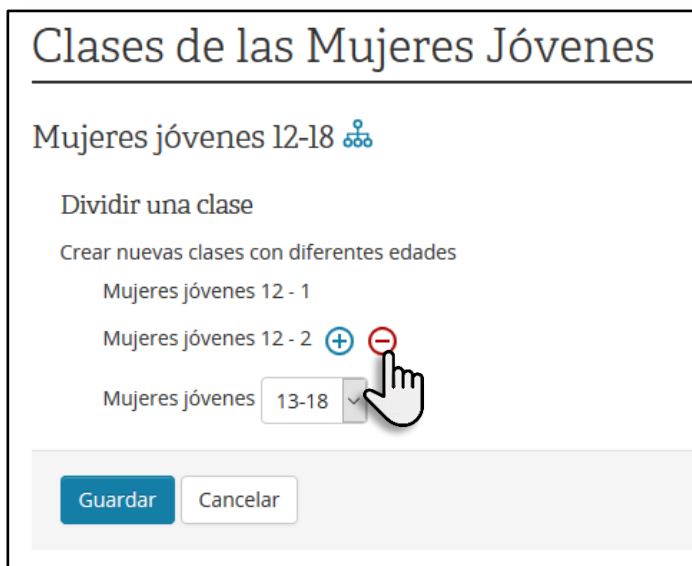 Clases de las Mujeres Jóvenes
Mujeres jóvenes 12-18
Dividir una clase
Crear nuevas clases con diferentes edades
Mujeres jóvenes 12 - 1
Mujeres jóvenes 12 - 2
Mujeres jóvenes 13-18
Guardar Cancelar